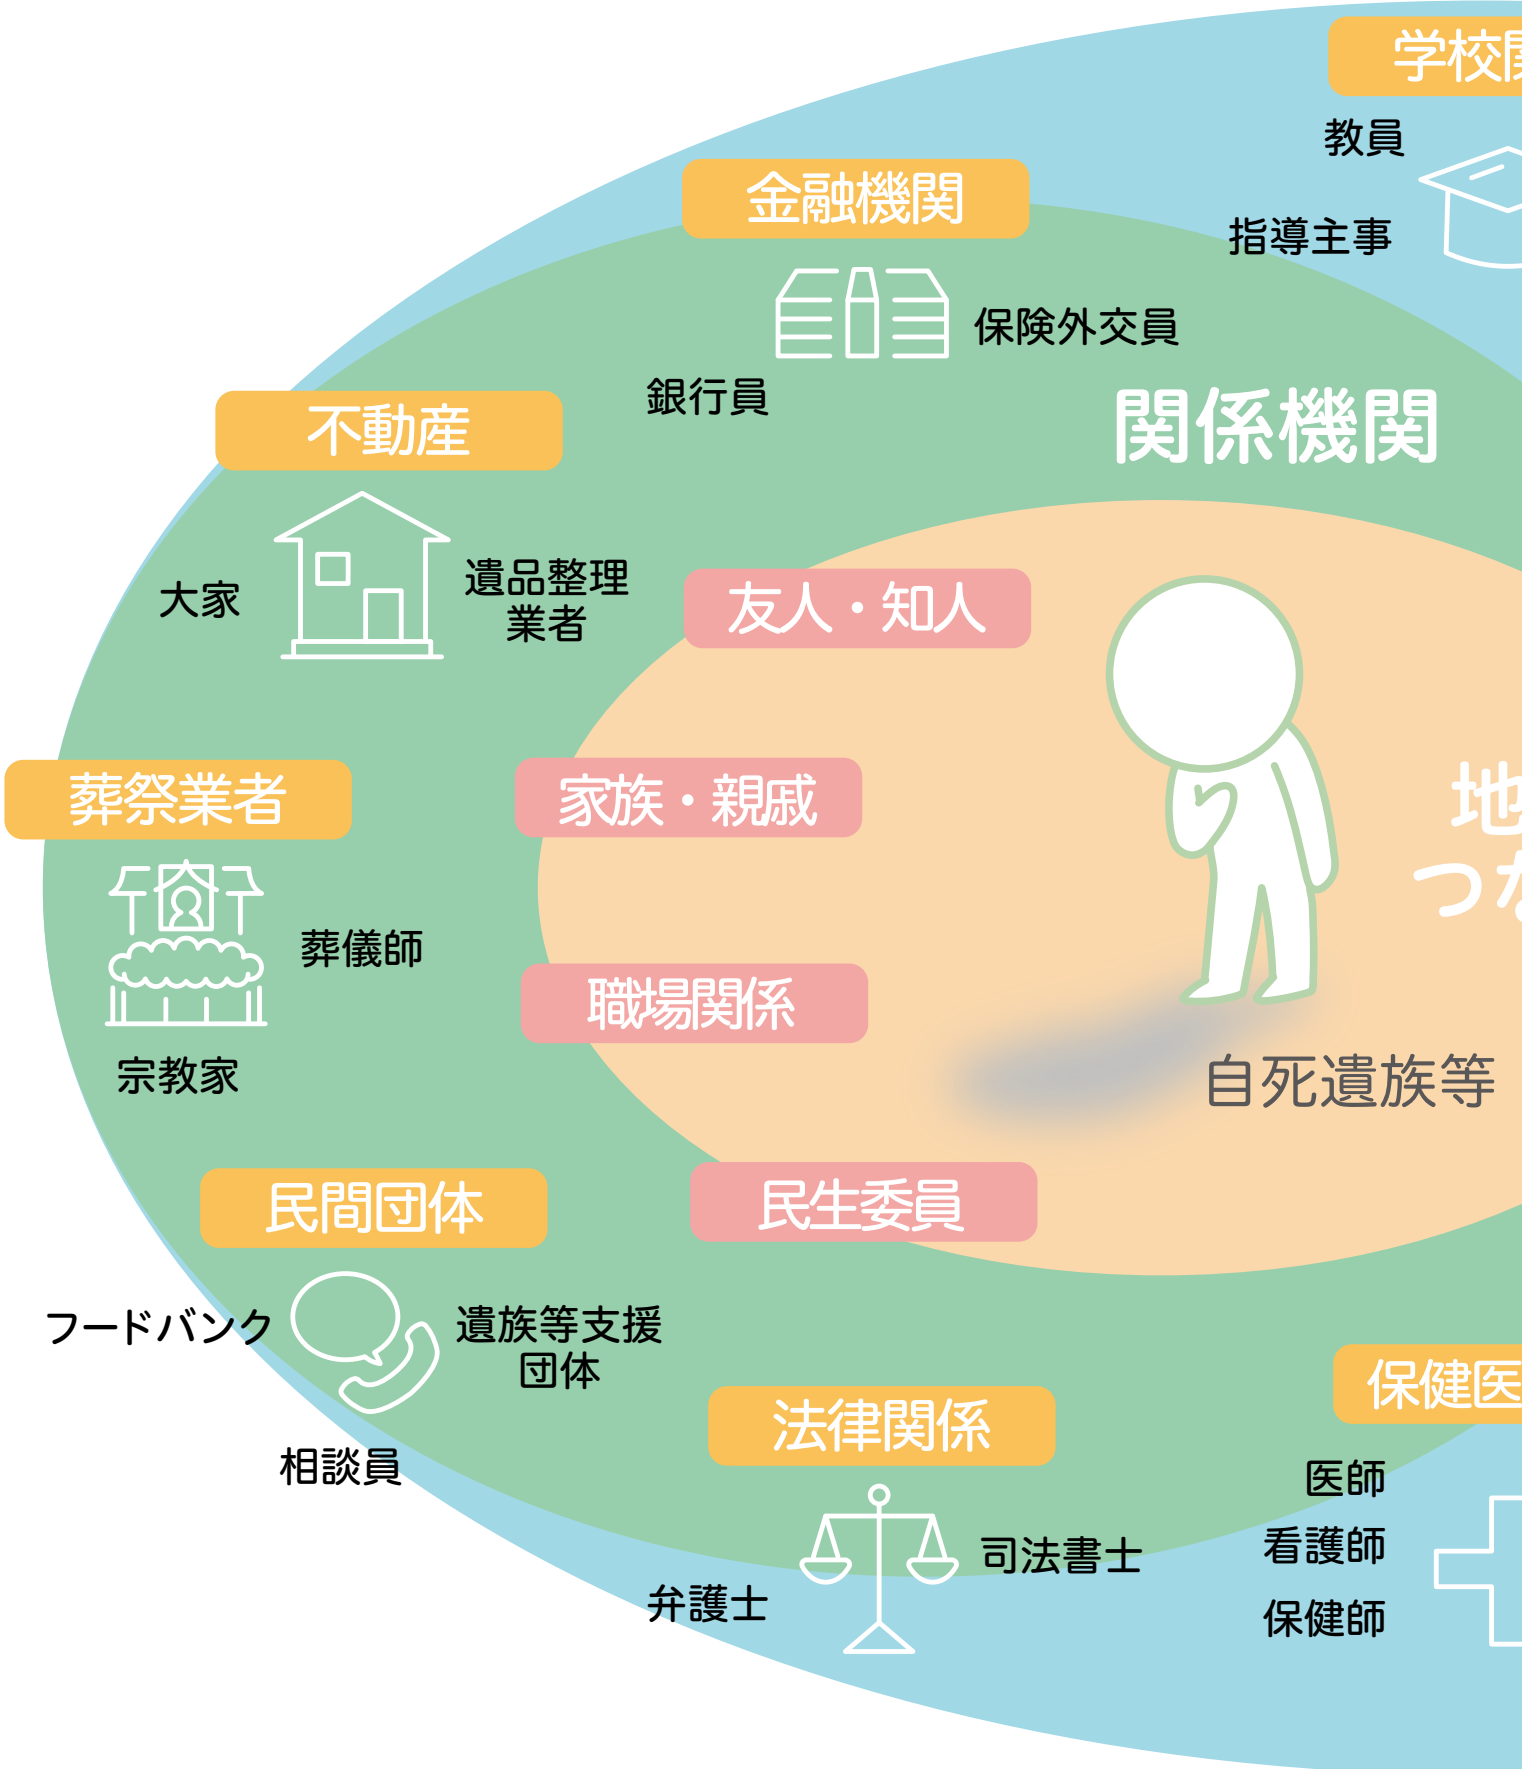 学校
教員
指導主事
金融機関
保険外交員
銀行員
関係機関
不動産
大家
遺品整理
業者
友人・知人
葬祭業者
家族・親戚
地
つな
葬儀師
宗教家
職場関係
自死遺族等
民間団体
民生委員
フードバンク
遺族等支援
団体
相談員
法律関係
司法書士
弁護士
保健医
医師
看護師
保健師